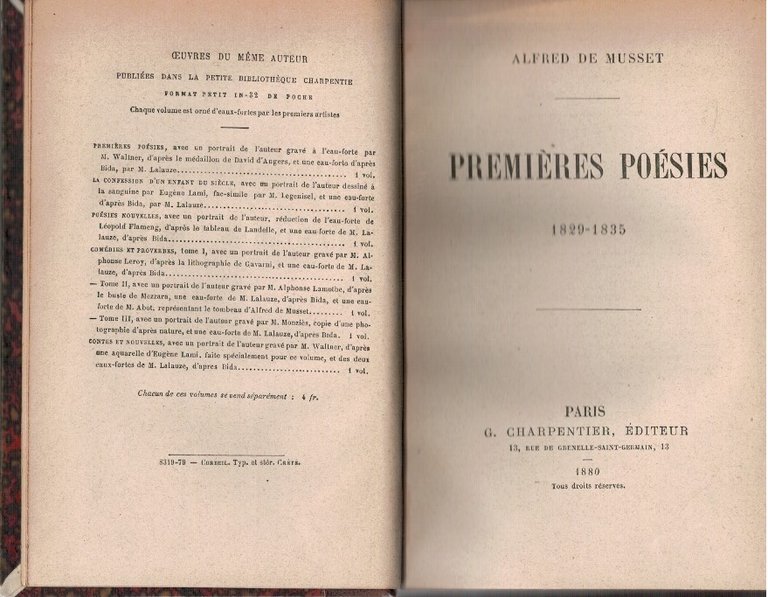 ŒUVRES DU MÊME AUTEUR
PUBLIÉES DANS LA PETITE BIBLIOTHÈQUE CHARPENTIE
FORMAT PETIT IN-32 DE POCHE
Chaque volume est orné d'eaux-fortes par les premiers artistes
PREMIÈRES POÉSIES, avec un portrait de l'auteur gravé à l'eau-forte par
M. Waltner, d'après le médaillon de David d'Angers, et une eau-forte d'après
Bida, par M. Lalauze. 1 vol.
LA CONFESSION D'UN ENFANT DU SIÈCLE, avec un portrait de l'auteur dessiné à
la sanguine par Eugène Lami, fac-simile par M. Legenisel, et une eau-forte
d'après Bida, par M. Lalauze. 1 vol.
POÉSIES NOUVELLES, avec un portrait de l'auteur, réduction de l'eau-forte de
Léopold Flameng, d'après le tableau de Landelle, et une eau-forte de M. La-
lauze, d'après Bida. 1 vol.
COMÉDIES ET PROVERBES, tome I, avec un portrait de l'auteur gravé par M. Al-
phonse Leroy, d'après la lithographie de Gavarni, et une eau-forte de M. La-
lauze, d'après Bida. 1 vol.
— Tome II, avec un portrait de l'auteur gravé par M. Alphonse Lamothe, d'après
le buste de Mezzara, une eau-forte de M. Lalauze, d'après Bida, et une eau-
forte de M. Abot, représentant le tombeau d'Alfred de Musset. 1 vol.
— Tome III, avec un portrait de l'auteur gravé par M. Monziès, copie d'une pho-
tographie d'après nature, et une eau-forte de M. Lalauze, d'après Bida. 1 vol.
CONTES ET NOUVELLES, avec un portrait de l'auteur gravé par M. Waltner, d'après
une aquarelle d'Eugène Lami, faite spécialement pour ce volume, et des deux
eaux-fortes de M. Lalauze, d'après Bida. 1 vol.
Chacun de ces volumes se vend séparément : 4 fr.
8319-79 — CORBEIL. Typ. et stér. CRÉTÉ.
ALFRED DE MUSSET
PREMIÈRES POÉSIES
1829-1835
PARIS
G. CHARPENTIER, ÉDITEUR
13, RUE DE GRENELLE-SAINT-GERMAIN, 13
1880
Tous droits réservés.